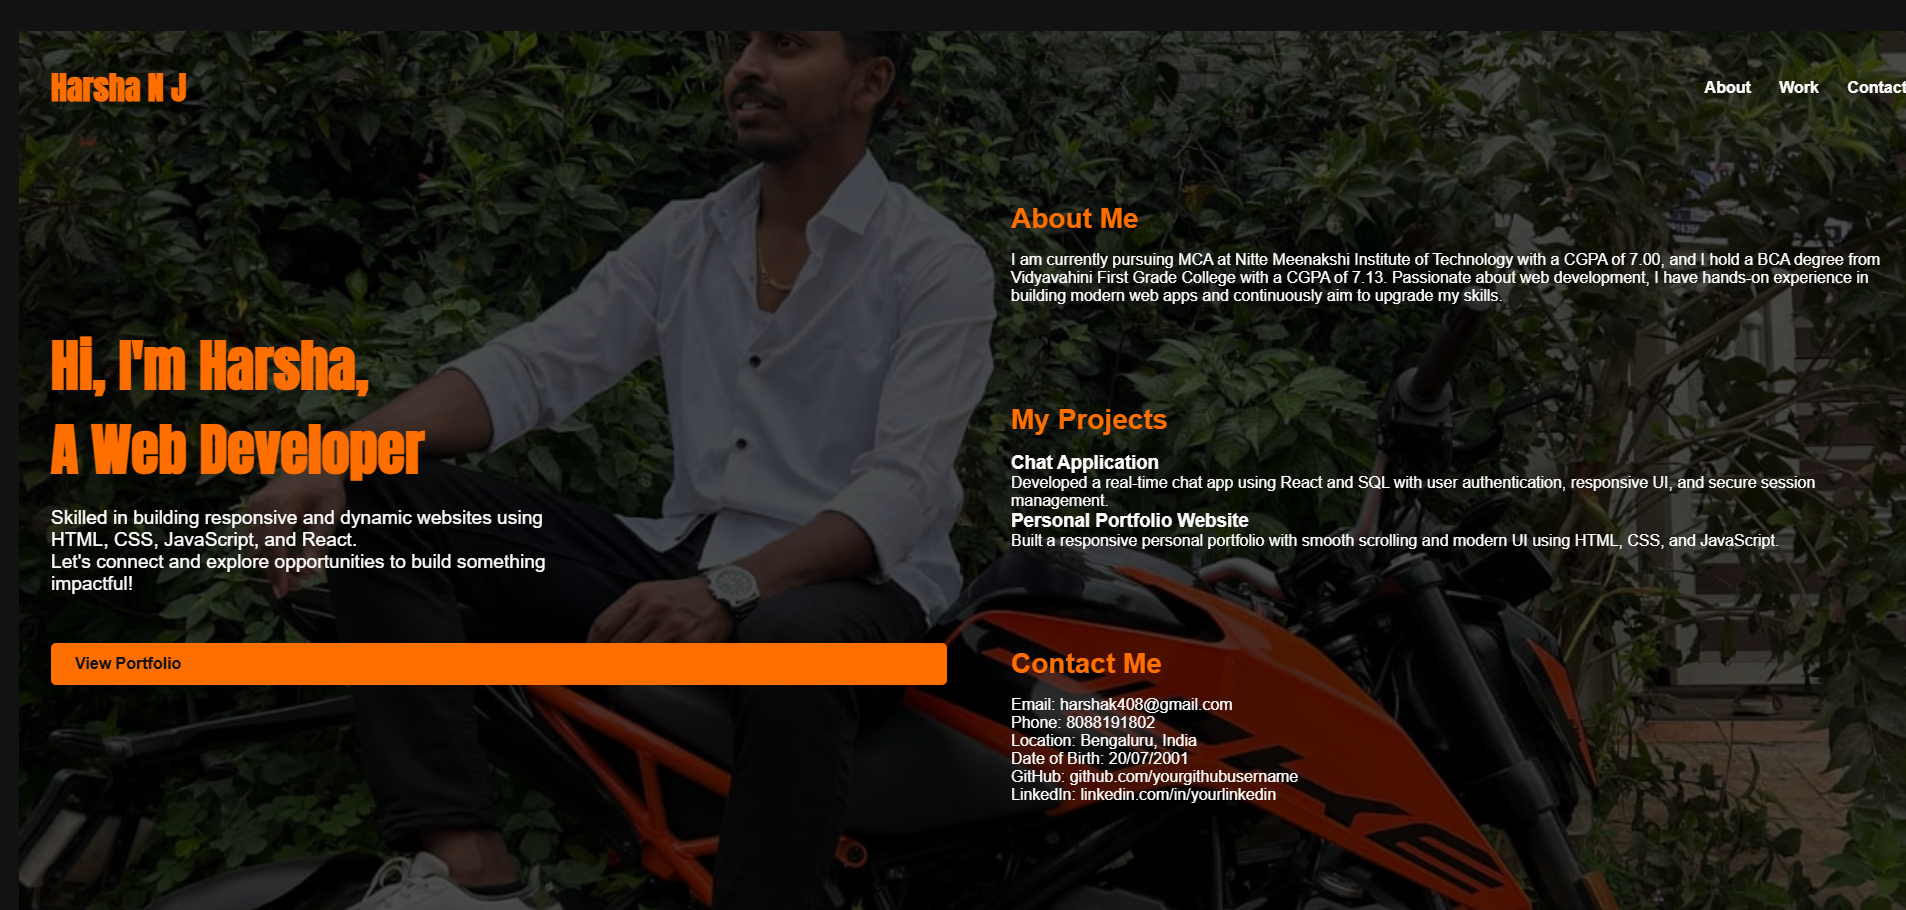 Harsha N J
About Work Contact
Hi, I'm Harsha,
A Web Developer
Skilled in building responsive and dynamic websites using
HTML, CSS, JavaScript, and React.
Let's connect and explore opportunities to build something
impactful!
View Portfolio
About Me
I am currently pursuing MCA at Nitte Meenakshi Institute of Technology with a CGPA of 7.00, and I hold a BCA degree from
Vidyavahini First Grade College with a CGPA of 7.13. Passionate about web development, I have hands-on experience in
building modern web apps and continuously aim to upgrade my skills.
My Projects
Chat Application
Developed a real-time chat app using React and SQL with user authentication, responsive UI, and secure session
management.
Personal Portfolio Website
Built a responsive personal portfolio with smooth scrolling and modern UI using HTML, CSS, and JavaScript.
Contact Me
Email: harshak408@gmail.com
Phone: 8088191802
Location: Bengaluru, India
Date of Birth: 20/07/2001
GitHub: github.com/yourgithubusername
LinkedIn: linkedin.com/in/yourlinkedin